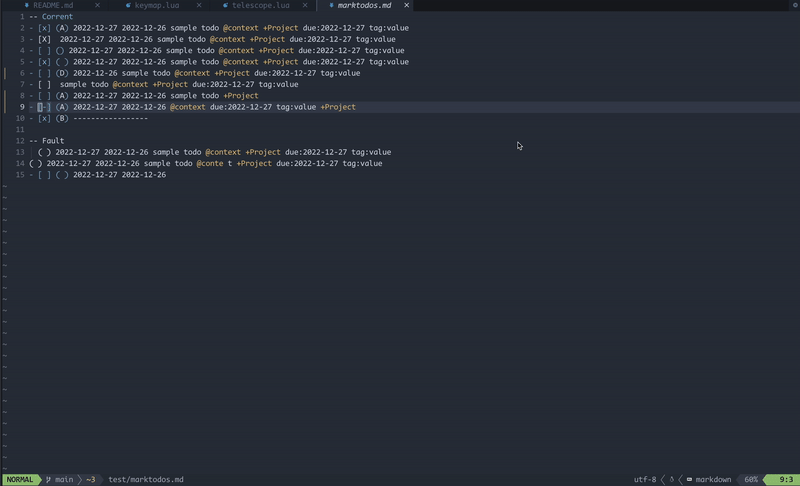 README.md × keymap.lua × telescope.lua × marktodos.md ×
1 -- Corrent
2 - [x] (A) 2022-12-27 2022-12-26 sample todo @context +Project due:2022-12-27 tag:value
3 - [X]  2022-12-27 2022-12-26 sample todo @context +Project due:2022-12-27 tag:value
4 - [ ] () 2022-12-27 2022-12-26 sample todo @context +Project due:2022-12-27 tag:value
5 - [x] ( ) 2022-12-27 2022-12-26 sample todo @context +Project due:2022-12-27 tag:value
6 - [ ] (D) 2022-12-26 sample todo @context +Project due:2022-12-27 tag:value
7 - [ ]  sample todo @context +Project due:2022-12-27 tag:value
8 - [ ] (A) 2022-12-27 2022-12-26 sample todo +Project
9 - [-] (A) 2022-12-27 2022-12-26 @context due:2022-12-27 tag:value +Project
10 - [x] (B) ----------------
11
12 -- Fault
13   ( ) 2022-12-27 2022-12-26 sample todo @context +Project due:2022-12-27 tag:value
14 ( ) 2022-12-27 2022-12-26 sample todo @conte t +Project due:2022-12-27 tag:value
15 - [ ] ( ) 2022-12-27 2022-12-26
NORMAL main ~3 test/marktodos.md utf-8 markdown 60% 9:3